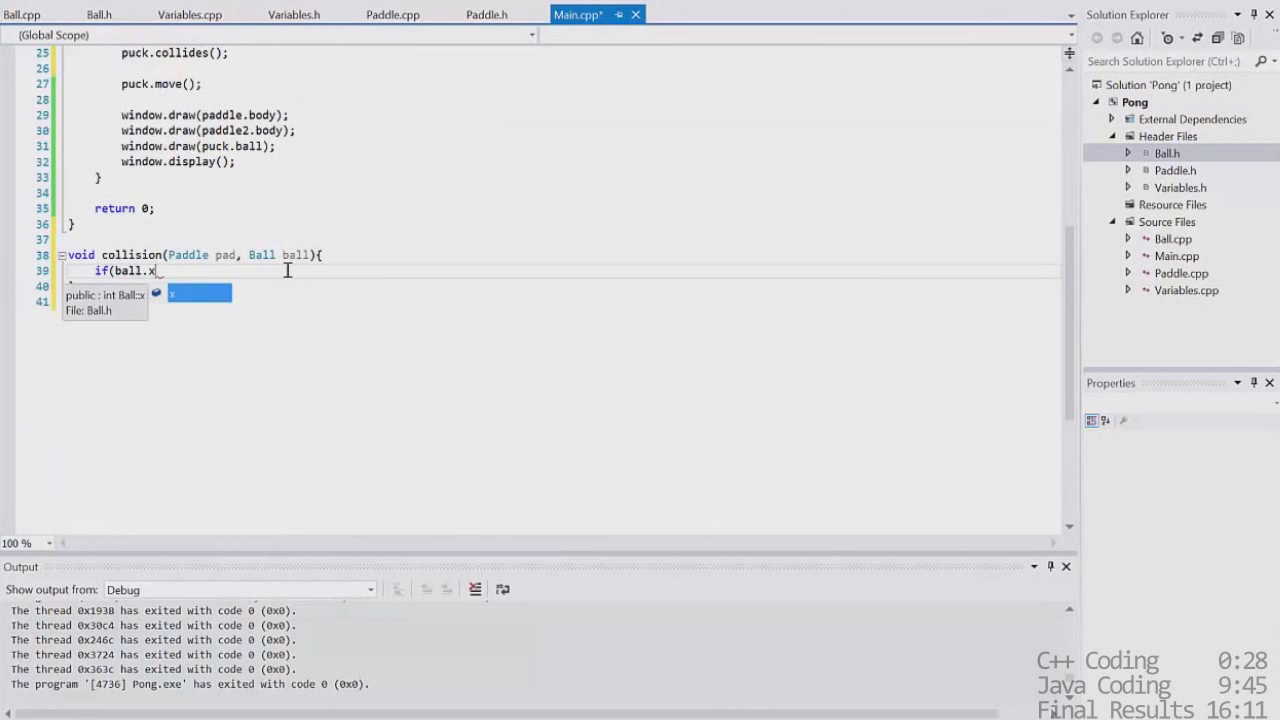 Ball.cpp Ball.h Variables.cpp Variables.h Paddle.cpp Paddle.h Main.cpp*
Solution Explorer
(Global Scope)
Search Solution Explorer (Ctrl+;)
25 puck.collides();
26
27 puck.move();
28
29 window.draw(paddle.body);
30 window.draw(paddle2.body);
31 window.draw(puck.ball);
32 window.display();
33 }
34
35 return 0;
36 }
37
38 void collision(Paddle pad, Ball ball){
39 if(ball.x
40
41
public : int Ball::x
File: Ball.h
x
Solution 'Pong' (1 project)
Pong
External Dependencies
Header Files
Ball.h
Paddle.h
Variables.h
Resource Files
Source Files
Ball.cpp
Main.cpp
Paddle.cpp
Variables.cpp
Properties
100 %
Output
Show output from: Debug
The thread 0x1938 has exited with code 0 (0x0).
The thread 0x30c4 has exited with code 0 (0x0).
The thread 0x246c has exited with code 0 (0x0).
The thread 0x3724 has exited with code 0 (0x0).
The thread 0x363c has exited with code 0 (0x0).
The program '[4736] Pong.exe' has exited with code 0 (0x0).
C++ Coding 0:28
Java Coding 9:45
Final Results 16:11